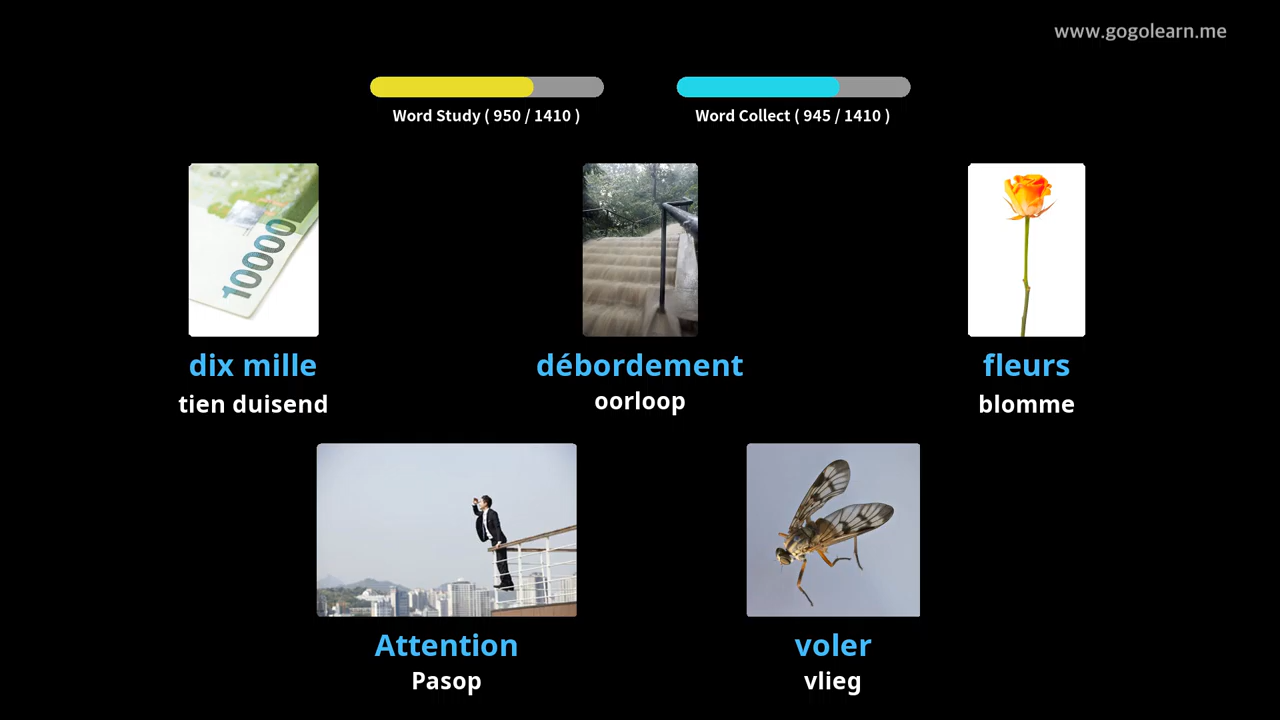 www.gogolearn.me
Word Study ( 950 / 1410 )
Word Collect ( 945 / 1410 )
10000
dix mille
tien duisend
débordement
oorloop
fleurs
blomme
Attention
Pasop
voler
vlieg